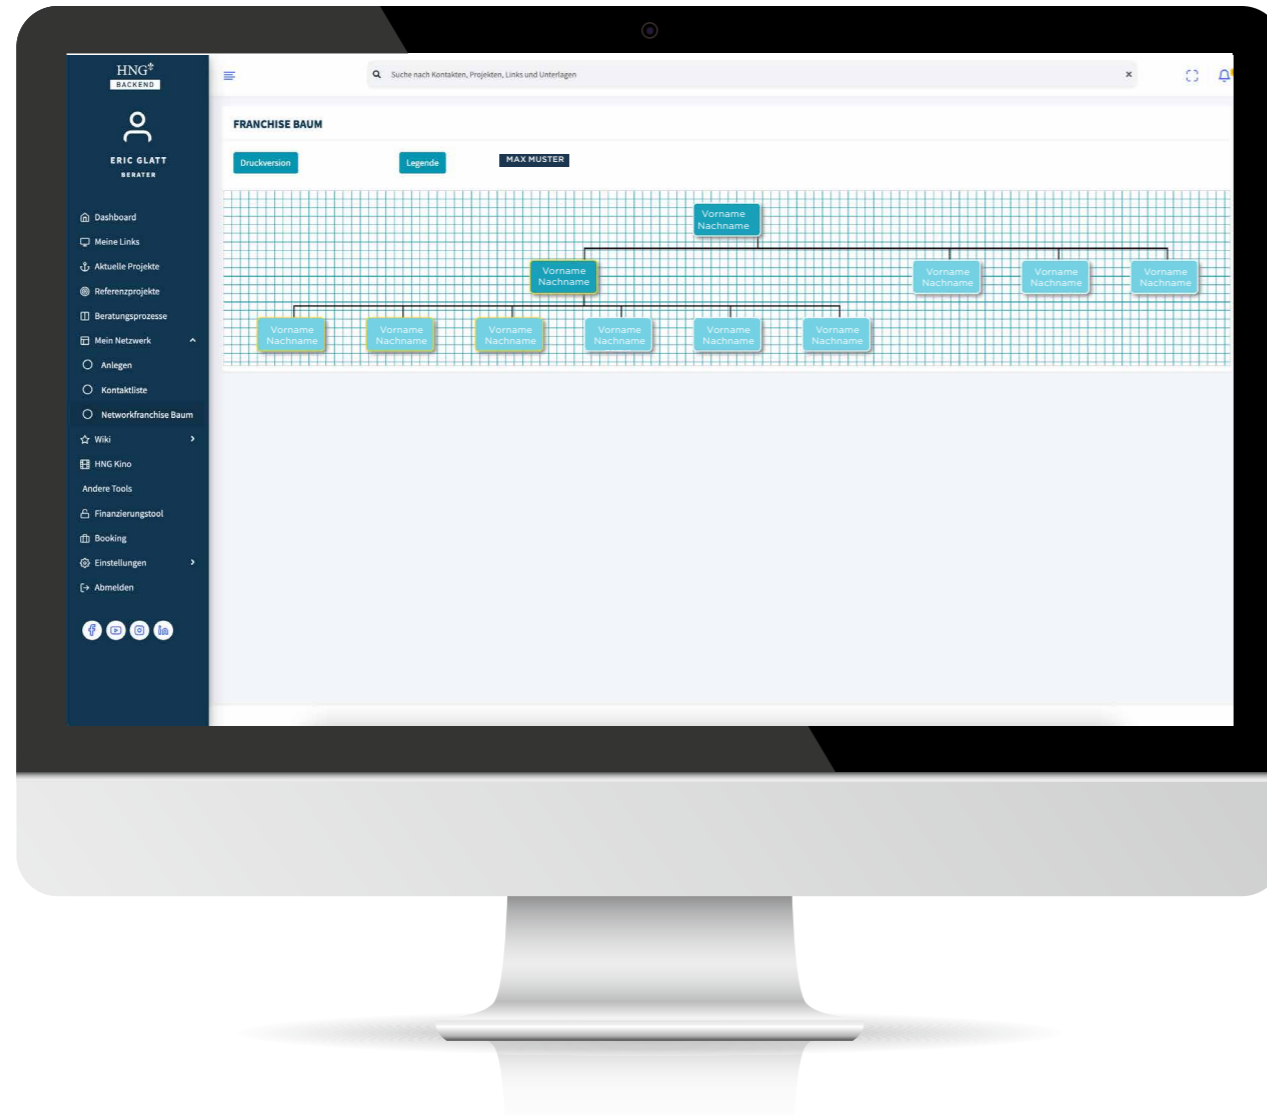 HNG
BACKEND
ERIC GLATT
BERATER
Dashboard
Meine Links
Aktuelle Projekte
Referenzprojekte
Beratungsprozesse
Mein Netzwerk
Anlegen
Kontaktliste
Networkfranchise Baum
Wiki
HNG Kino
Andere Tools
Finanzierungstool
Booking
Einstellungen
Abmelden
Suche nach Kontakten, Projekten, Links und Unterlagen
FRANCHISE BAUM
Druckversion
Legende
MAX MUSTER
Vorname
Nachname
Vorname
Nachname
Vorname
Nachname
Vorname
Nachname
Vorname
Nachname
Vorname
Nachname
Vorname
Nachname
Vorname
Nachname
Vorname
Nachname
Vorname
Nachname
Vorname
Nachname